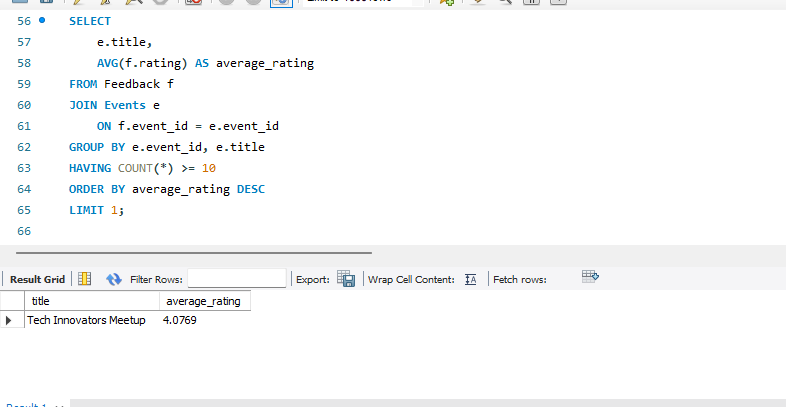 56 SELECT
57 e.title,
58 AVG(f.rating) AS average_rating
59 FROM Feedback f
60 JOIN Events e
61 ON f.event_id = e.event_id
62 GROUP BY e.event_id, e.title
63 HAVING COUNT(*) >= 10
64 ORDER BY average_rating DESC
65 LIMIT 1;
66
Result Grid Filter Rows: Export: Wrap Cell Content: Fetch rows:
title average_rating
Tech Innovators Meetup 4.0769